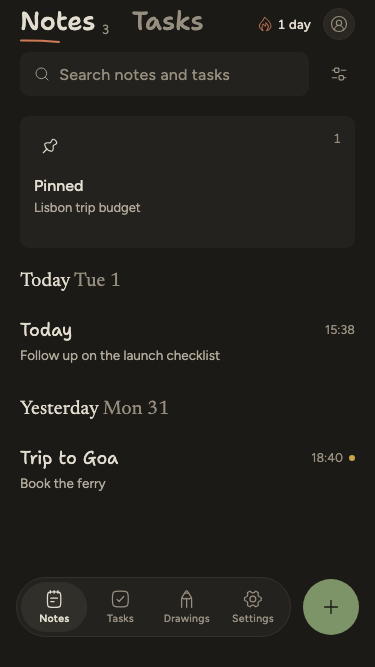 Notes 3 Tasks 1 day
Search notes and tasks
1
Pinned
Lisbon trip budget
Today Tue 1
Today 15:38
Follow up on the launch checklist
Yesterday Mon 31
Trip to Goa 18:40
Book the ferry
Notes Tasks Drawings Settings